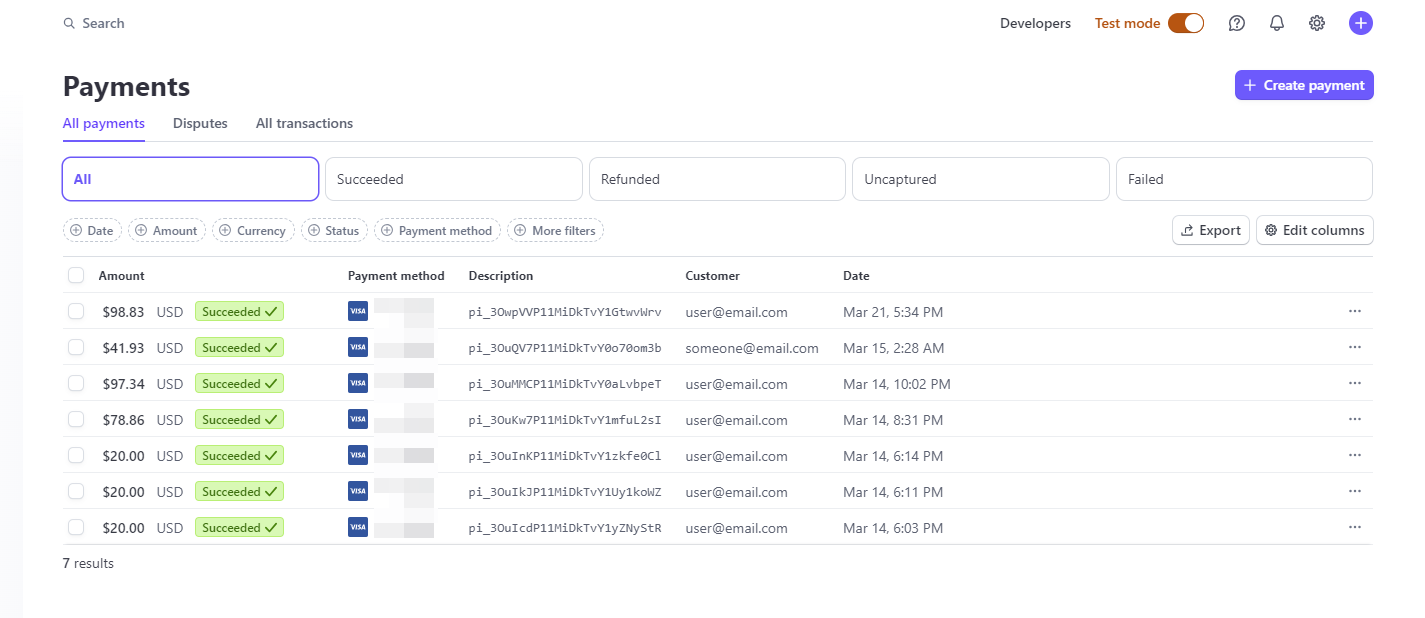 Search Developers Test mode
Payments Create payment
All payments Disputes All transactions
All Succeeded Refunded Uncaptured Failed
Date Amount Currency Status Payment method More filters Export Edit columns
Amount Payment method Description Customer Date
$98.83 USD Succeeded VISA pi_3OwpVVP11MiDkTvY1GtwvWrv user@email.com Mar 21, 5:34 PM
$41.93 USD Succeeded VISA pi_3OuQV7P11MiDkTvY0o70om3b someone@email.com Mar 15, 2:28 AM
$97.34 USD Succeeded VISA pi_3OuMMCP11MiDkTvY0aLvbpeT user@email.com Mar 14, 10:02 PM
$78.86 USD Succeeded VISA pi_3OuKw7P11MiDkTvY1mfuL2sI user@email.com Mar 14, 8:31 PM
$20.00 USD Succeeded VISA pi_3OuInKP11MiDkTvY1zkfe0Cl user@email.com Mar 14, 6:14 PM
$20.00 USD Succeeded VISA pi_3OuIkJP11MiDkTvY1Uy1koWZ user@email.com Mar 14, 6:11 PM
$20.00 USD Succeeded VISA pi_3OuIcdP11MiDkTvY1yZNyStR user@email.com Mar 14, 6:03 PM
7 results